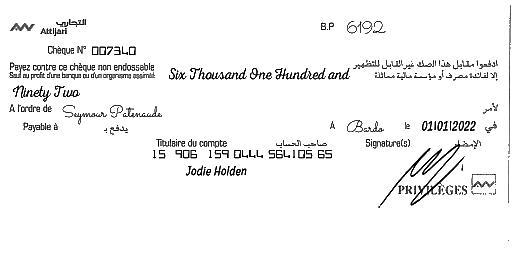 التجاري
Attijari
B.P 6192
Chèque N° 007340
Payez contre ce chèque non endossable
ادفعوا مقابل هذا الصك غير القابل للتظهير
Sauf au profit d'une banque ou d'un organisme assimilé
إلا لفائدة مصرف أو مؤسسة مالية مماثلة
Six Thousand One Hundred and
Ninety Two
A l'ordre de Seymour Patenaude لأمر
Payable à يدفع بـ A Bardo le 01/01/2022 في
Titulaire du compte صاحب الحساب Signature(s) الإمضاء
15 906 159 0444 564105 65
Jodie Holden
PRIVILÈGES